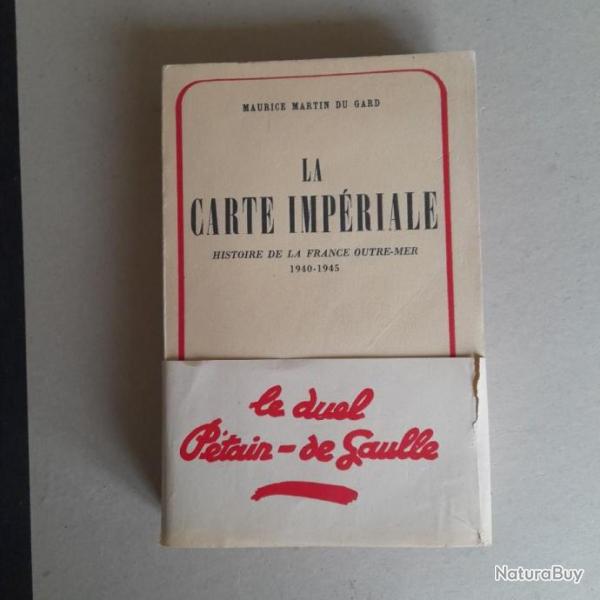 MAURICE MARTIN DU GARD
LA
CARTE IMPÉRIALE
HISTOIRE DE LA FRANCE OUTRE-MER
1940-1945
le duel
Pétain - de Gaulle
NaturaBuy